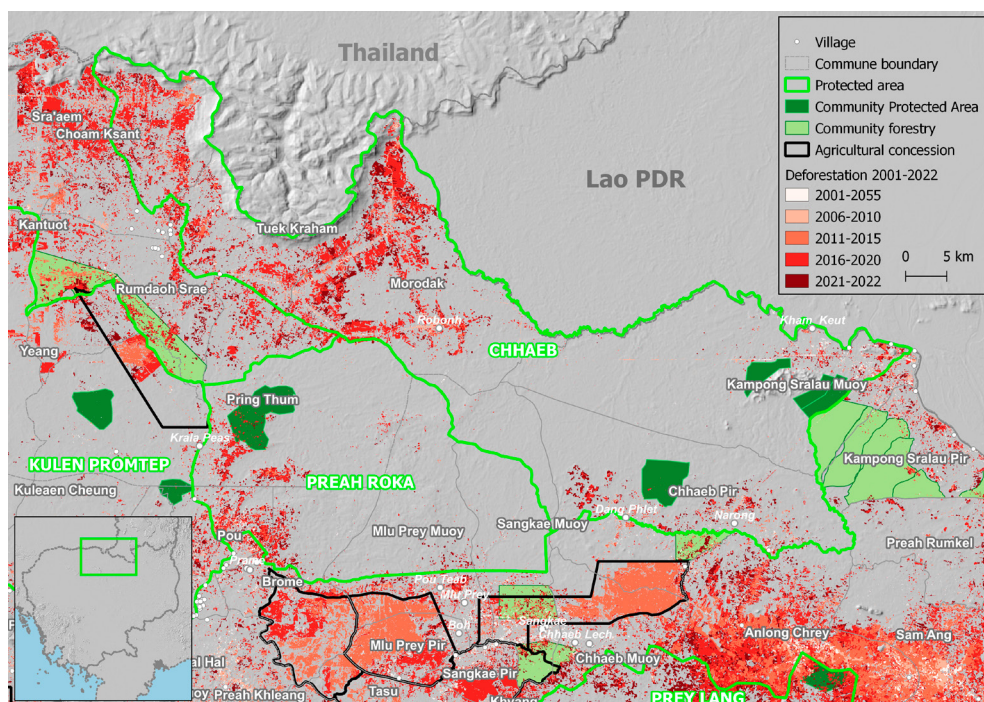 Thailand
Lao PDR
Village
Commune boundary
Protected area
Community Protected Area
Community forestry
Agricultural concession
Deforestation 2001-2022
2001-2055
2006-2010
2011-2015
2016-2020
2021-2022
0 5 km
Sra'aem
Choam Ksant
Kantuot
Tuek Kraham
Rumdaoh Srae
Morodak
Robonh
Kham Keut
Yeang
CHHAEB
Kampong Sralau Muoy
Pring Thum
Krala Peas
KULEN PROMTEP
Kampong Sralau Pir
PREAH ROKA
Kuleaen Cheung
Chhaeb Pir
Dang Phlet
Narong
Mlu Prey Muoy
Sangkae Muoy
Pou
Preah Rumkel
Brome
Pou Teab
Mlu Prey
Boh
Sangkae
Chhaeb Lech
Anlong Chrey
Sam Ang
Mlu Prey Pir
Sangkae Pir
Chhaeb Muoy
Preah Khleang
Tasu
PREY LANG